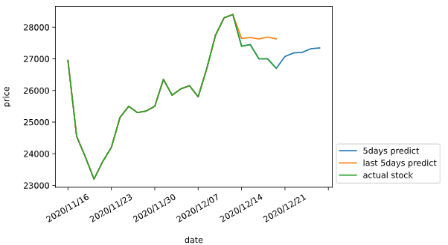 28000
27000
26000
25000
24000
23000
price
2020/11/16
2020/11/23
2020/11/30
2020/12/07
2020/12/14
2020/12/21
date
5days predict
last 5days predict
actual stock